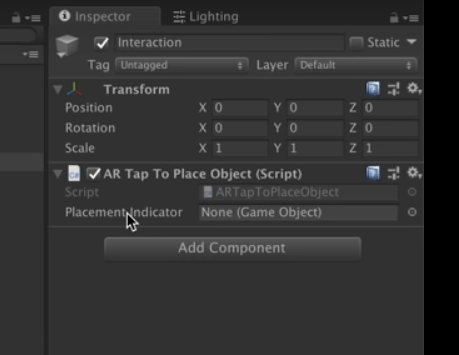 Inspector Lighting
Interaction Static
Tag Untagged Layer Default
Transform
Position X 0 Y 0 Z 0
Rotation X 0 Y 0 Z 0
Scale X 1 Y 1 Z 1
AR Tap To Place Object (Script)
Script ARTapToPlaceObject
Placement Indicator None (Game Object)
Add Component